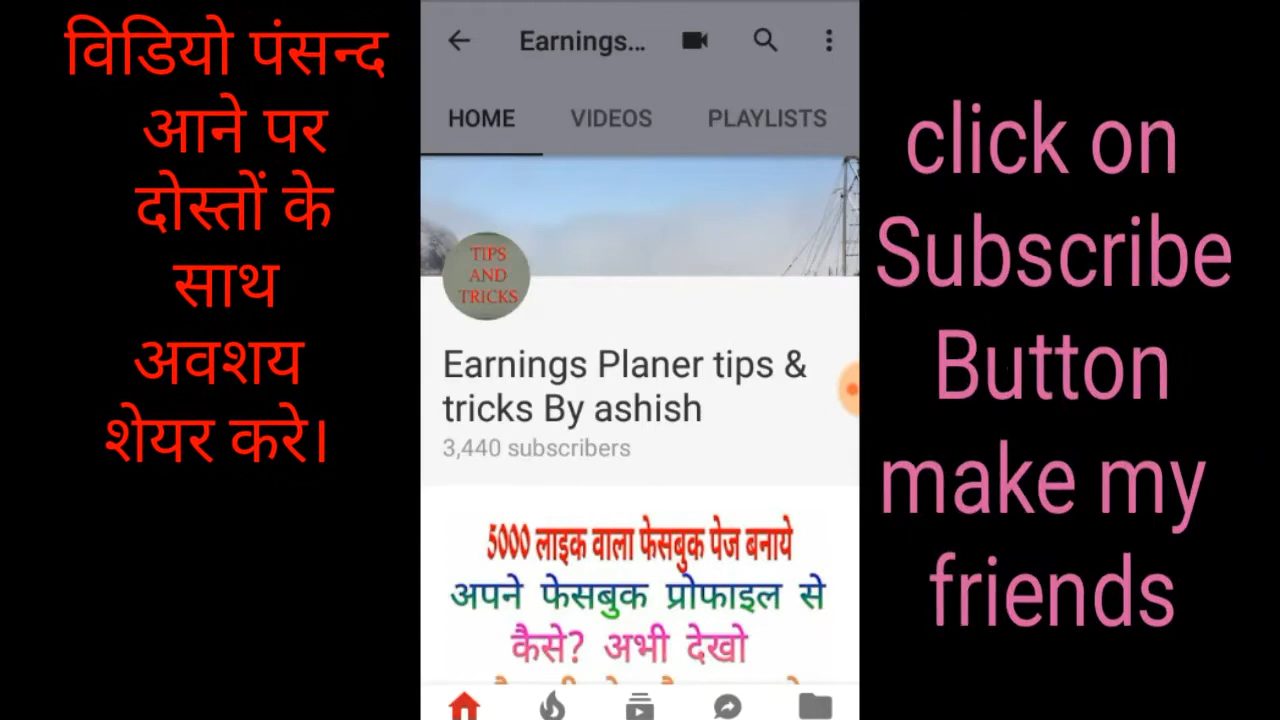 विडियो पंसन्द
आने पर
दोस्तों के
साथ
अवशय
शेयर करे।
Earnings...
HOME VIDEOS PLAYLISTS
TIPS
AND
TRICKS
Earnings Planer tips &
tricks By ashish
3,440 subscribers
5000 लाइक वाला फेसबुक पेज बनाये
अपने फेसबुक प्रोफाइल से
कैसे? अभी देखो
click on
Subscribe
Button
make my
friends